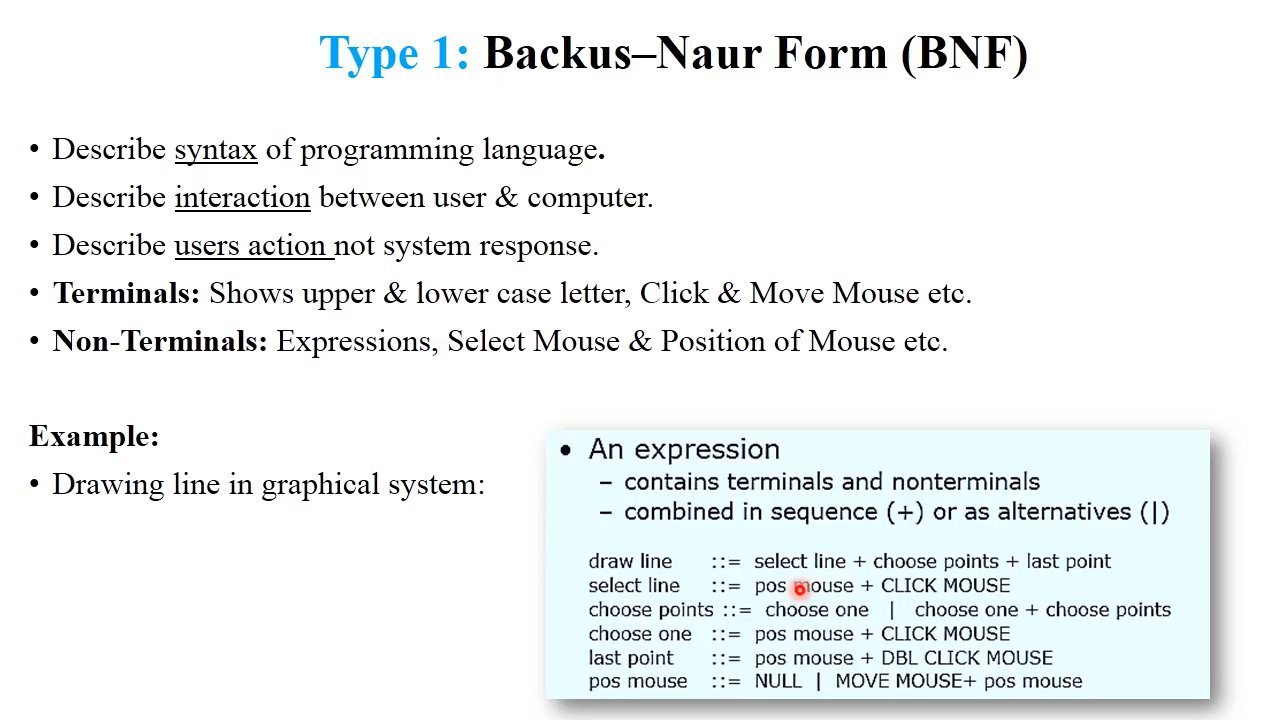 Type 1: Backus–Naur Form (BNF)
• Describe syntax of programming language.
• Describe interaction between user & computer.
• Describe users action not system response.
• Terminals: Shows upper & lower case letter, Click & Move Mouse etc.
• Non-Terminals: Expressions, Select Mouse & Position of Mouse etc.
Example:
• Drawing line in graphical system:
• An expression
– contains terminals and nonterminals
– combined in sequence (+) or as alternatives (|)
draw line ::= select line + choose points + last point
select line ::= pos mouse + CLICK MOUSE
choose points ::= choose one | choose one + choose points
choose one ::= pos mouse + CLICK MOUSE
last point ::= pos mouse + DBL CLICK MOUSE
pos mouse ::= NULL | MOVE MOUSE+ pos mouse